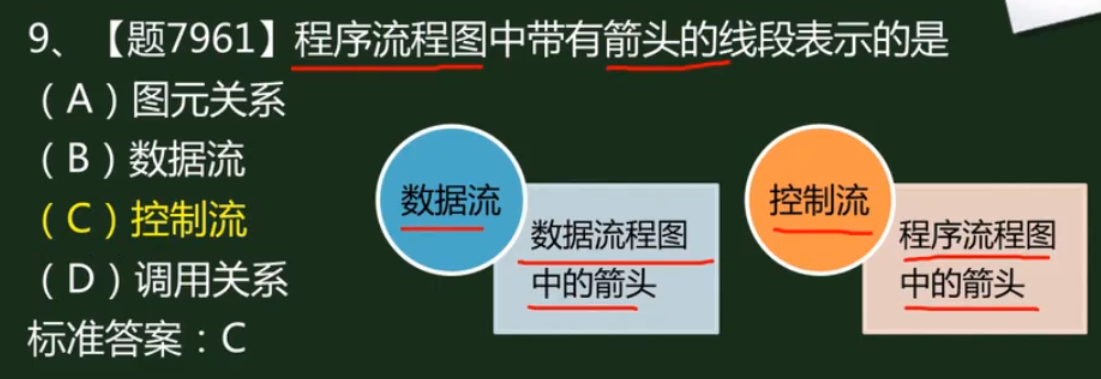 9、【题7961】程序流程图中带有箭头的线段表示的是
（A）图元关系
（B）数据流
（C）控制流
（D）调用关系
标准答案：C
数据流
数据流程图
中的箭头
控制流
程序流程图
中的箭头